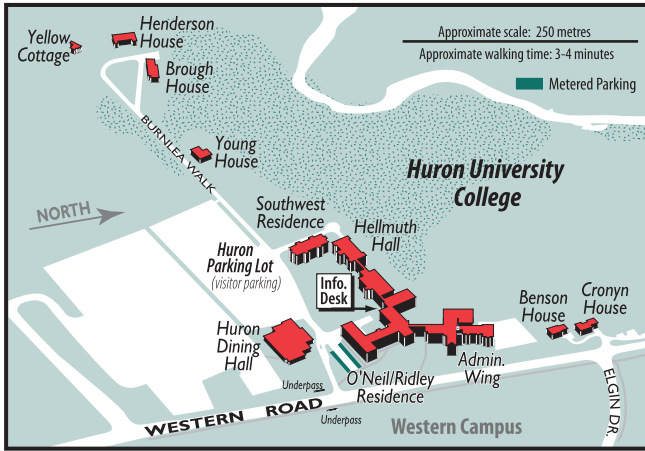 Yellow
Cottage
Henderson
House
Brough
House
Approximate scale: 250 metres
Approximate walking time: 3-4 minutes
Metered Parking
BURNLEA WALK
Young
House
Huron University
College
NORTH
Southwest
Residence
Hellmuth
Hall
Huron
Parking Lot
(visitor parking)
Info.
Desk
Benson
House
Cronyn
House
Huron
Dining
Hall
Admin.
Wing
O'Neil/Ridley
Residence
Underpass
ELGIN DR.
WESTERN ROAD
Underpass
Western Campus